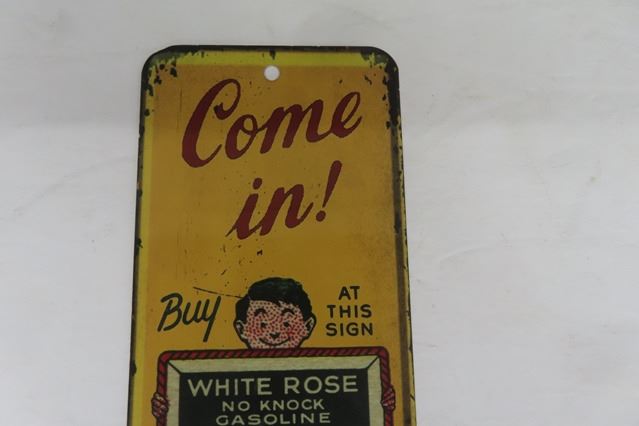 Come
in!
Buy AT
THIS
SIGN
WHITE ROSE
NO KNOCK
GASOLINE